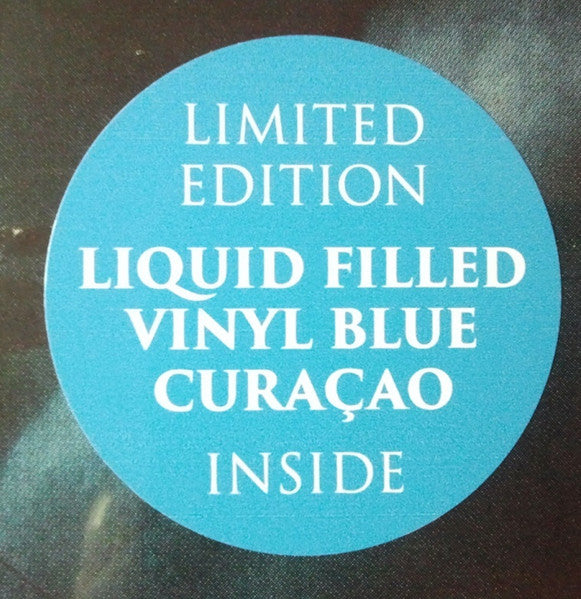 LIMITED
EDITION
LIQUID FILLED
VINYL BLUE
CURAÇAO
INSIDE